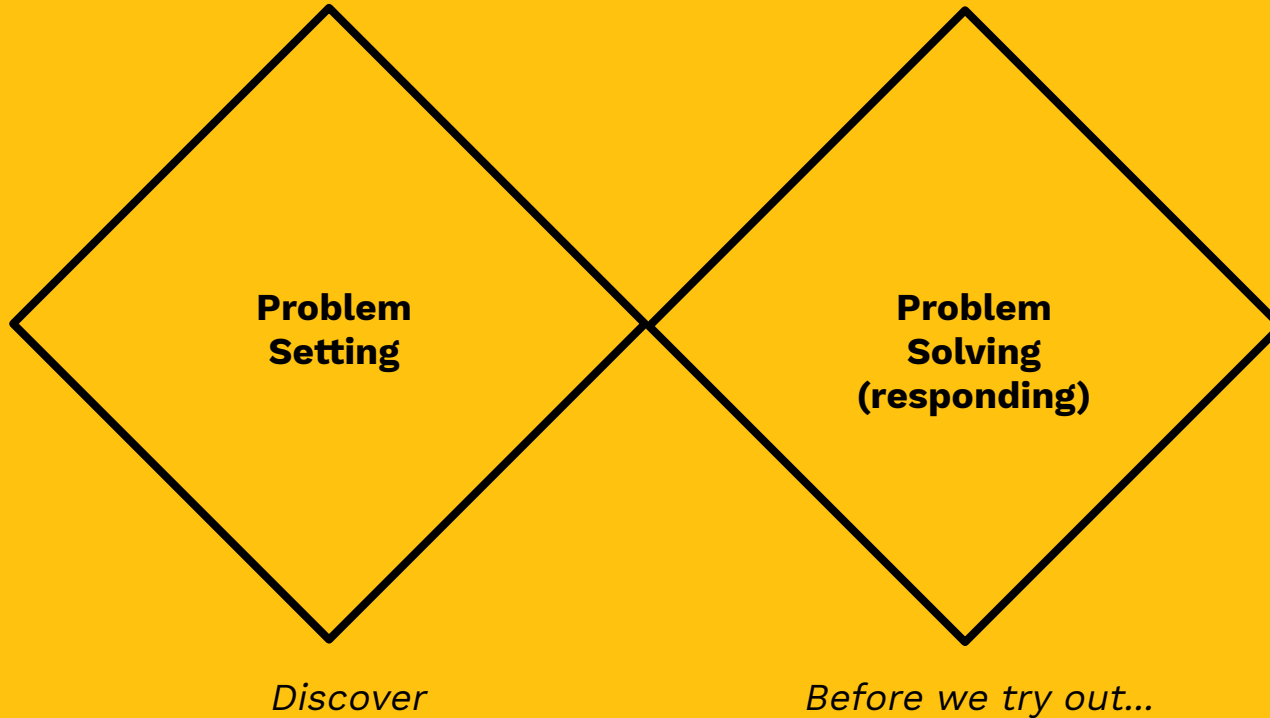 Problem
Setting
Problem
Solving
(responding)
Discover
Before we try out...